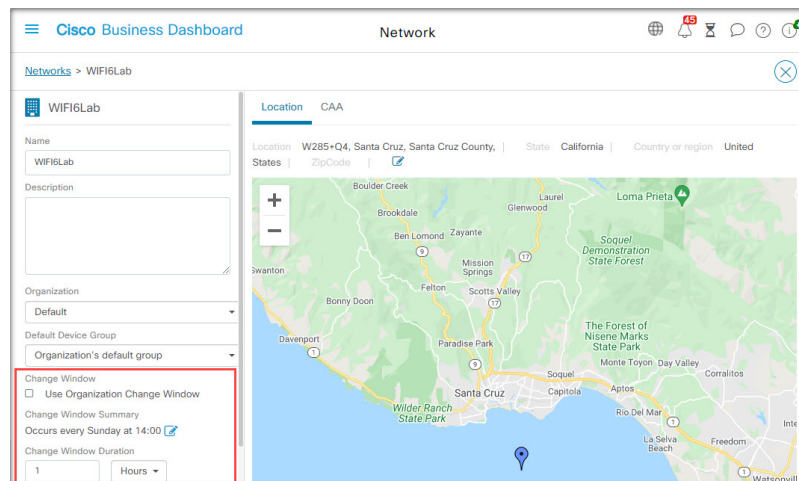 Cisco Business Dashboard
Network
45
Networks > WIFI6Lab
WIFI6Lab
Name
WIFI6Lab
Description
Organization
Default
Default Device Group
Organization's default group
Change Window
Use Organization Change Window
Change Window Summary
Occurs every Sunday at 14:00
Change Window Duration
1
Hours
Location CAA
Location W285+Q4, Santa Cruz, Santa Cruz County, | State California | Country or region United
States | ZipCode |
+
−
Boulder Creek
Laurel
Glenwood
Loma Prieta
Brookdale
Ben Lomond
Zayante
9
17
Soquel
Demonstration
State Forest
Swanton
Mission
Springs
Felton
Scotts Valley
17
Bonny Doon
The Forest of
Nisene Marks
State Park
Davenport
1
Paradise Park
9
Monte Toyon
Day Valley
Corralitos
Soquel
Santa Cruz
Capitola
Aptos
Wilder Ranch
State Park
Rio Del Mar
1
Inte
La Selva
Beach
Freedom
1
Watsonvill